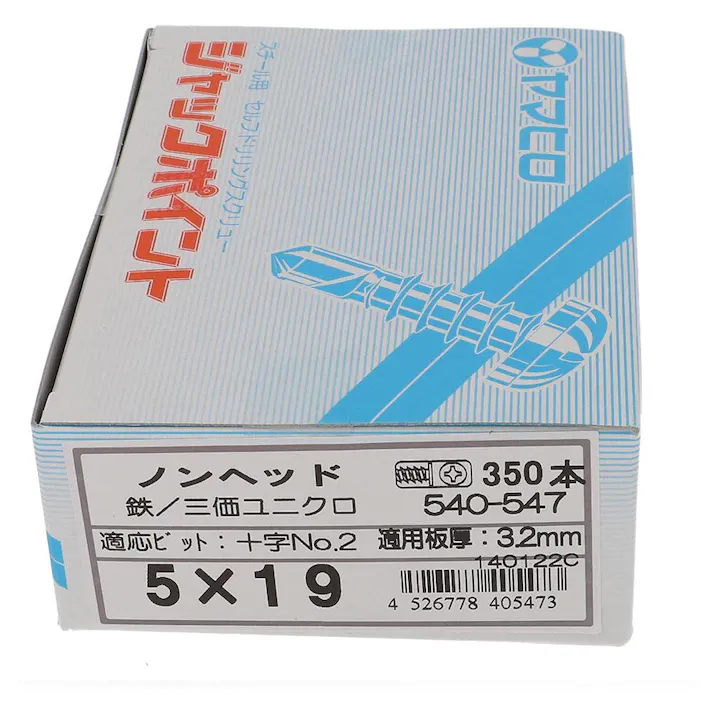 ヤマヒロ
スチール用 セルフドリリングスクリュー
ジャックポイント
ノンヘッド 350本
鉄／三価ユニクロ 540-547
適応ビット：十字No.2 適用板厚：3.2mm
140122C
5×19
4 526778 405473